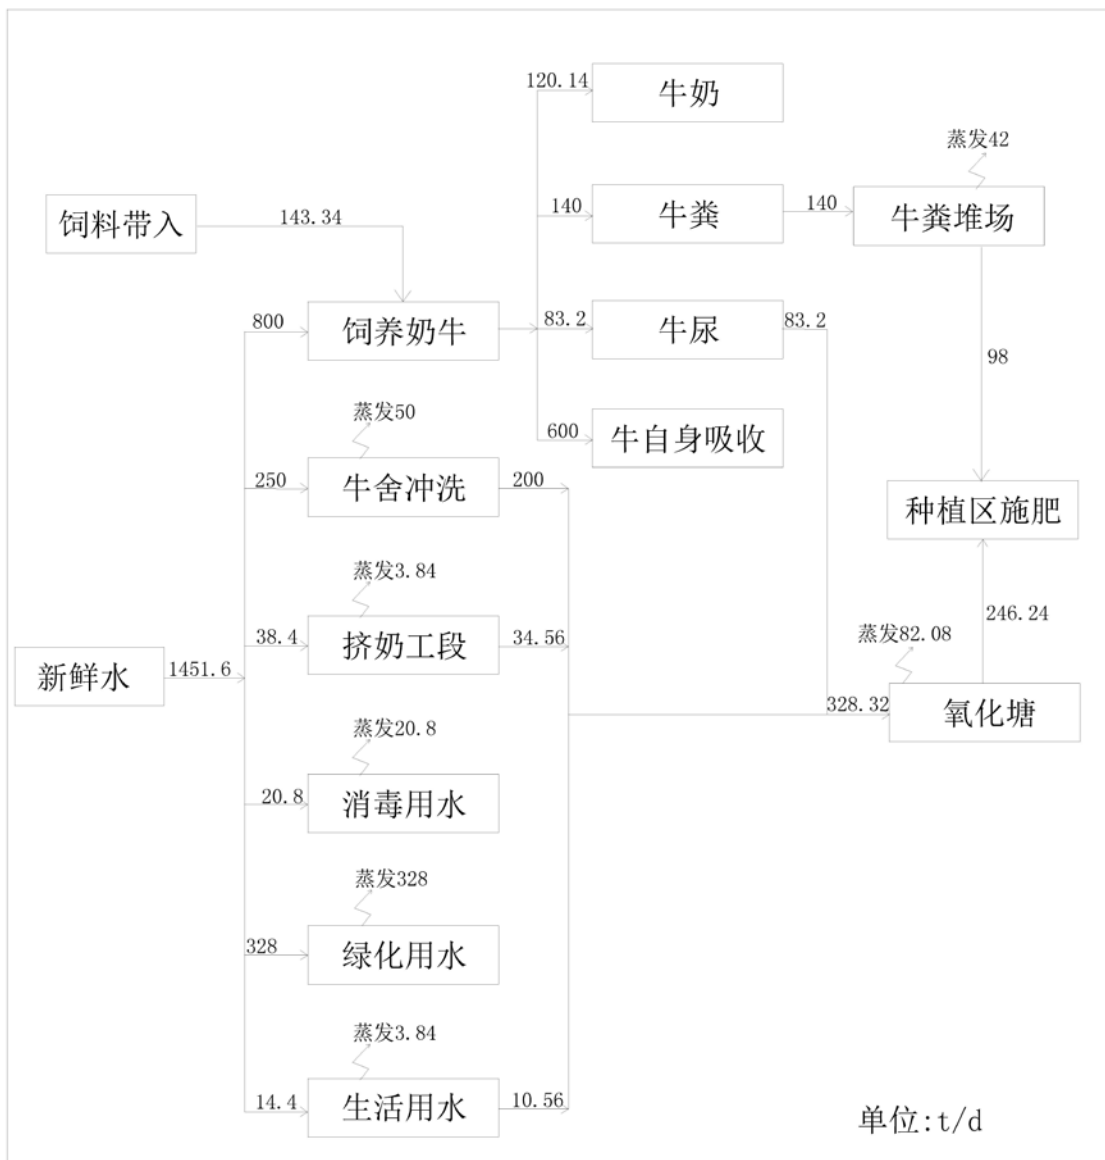 120.14
牛奶
蒸发42
饲料带入
143.34
140
牛粪
140
牛粪堆场
800
饲养奶牛
83.2
牛尿
83.2
98
蒸发50
600
牛自身吸收
250
牛舍冲洗
200
种植区施肥
蒸发3.84
246.24
38.4
挤奶工段
34.56
蒸发82.08
新鲜水
1451.6
328.32
氧化塘
蒸发20.8
20.8
消毒用水
蒸发328
328
绿化用水
蒸发3.84
14.4
生活用水
10.56
单位:t/d